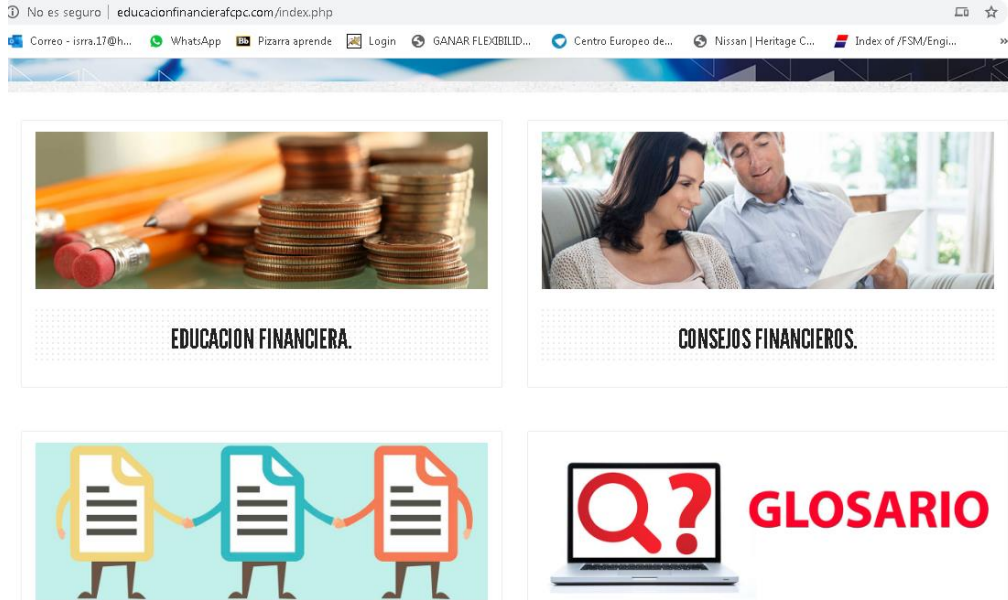 No es seguro | educacionfinancierafcpc.com/index.php
Correo - isrra.17@h... WhatsApp Bb Pizarra aprende Login GANAR FLEXIBILID... Centro Europeo de... Nissan | Heritage C... Index of /FSM/Engi... »
EDUCACION FINANCIERA.
CONSEJOS FINANCIEROS.
GLOSARIO